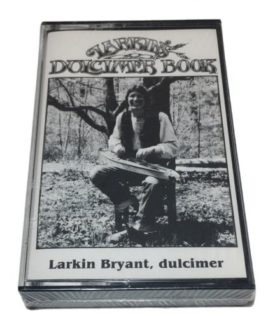 LARKIN'S
DULCIMER BOOK
Larkin Bryant, dulcimer